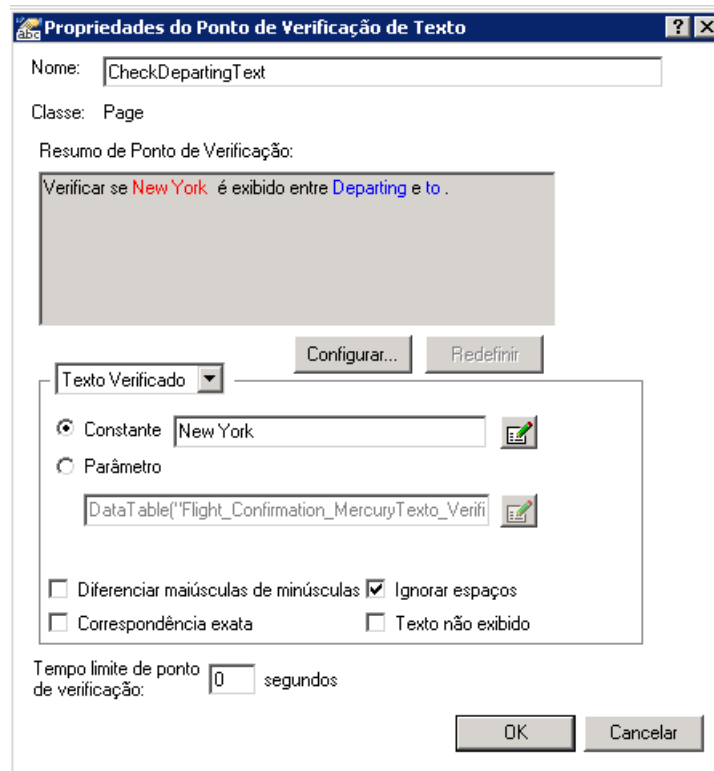 abc
Propriedades do Ponto de Verificação de Texto
Nome: CheckDepartingText
Classe: Page
Resumo de Ponto de Verificação:
Verificar se New York é exibido entre Departing e to .
Configurar... Redefinir
Texto Verificado
Constante New York
Parâmetro
DataTable("Flight_Confirmation_MercuryTexto_Verifi
Diferenciar maiúsculas de minúsculas Ignorar espaços
Correspondência exata Texto não exibido
Tempo limite de ponto
de verificação: 0 segundos
OK Cancelar